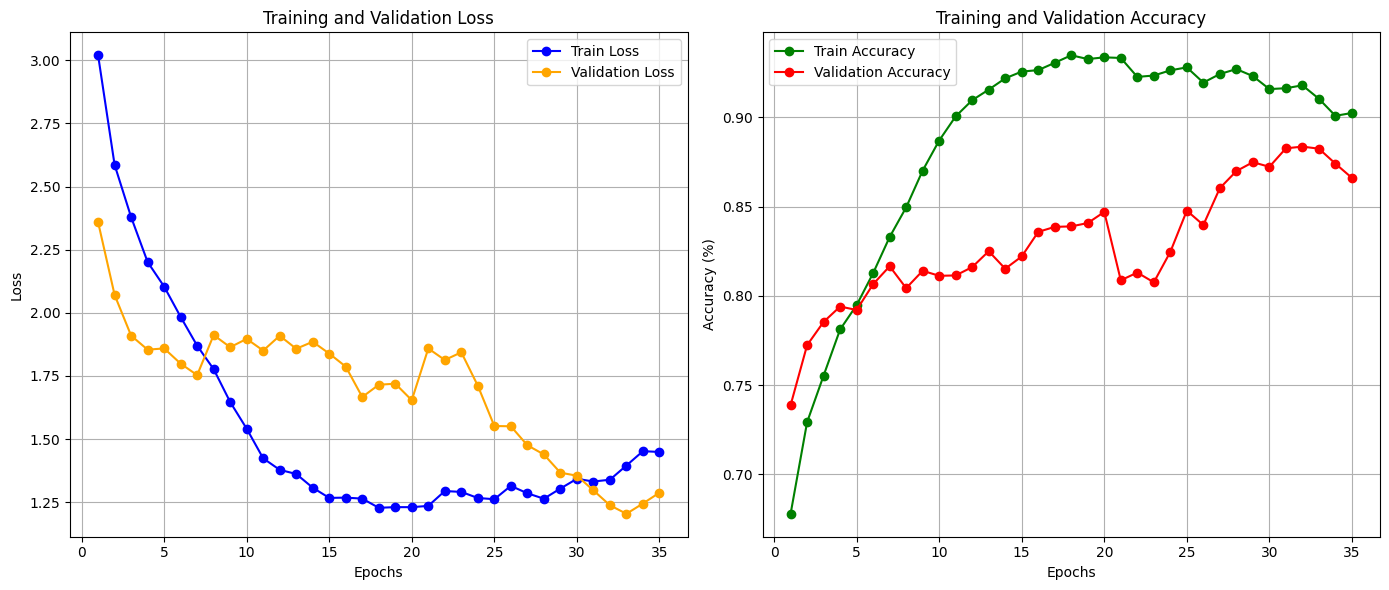 Training and Validation Loss
Train Loss
Validation Loss
Loss
3.00
2.75
2.50
2.25
2.00
1.75
1.50
1.25
0 5 10 15 20 25 30 35
Epochs
Training and Validation Accuracy
Train Accuracy
Validation Accuracy
Accuracy (%)
0.90
0.85
0.80
0.75
0.70
0 5 10 15 20 25 30 35
Epochs